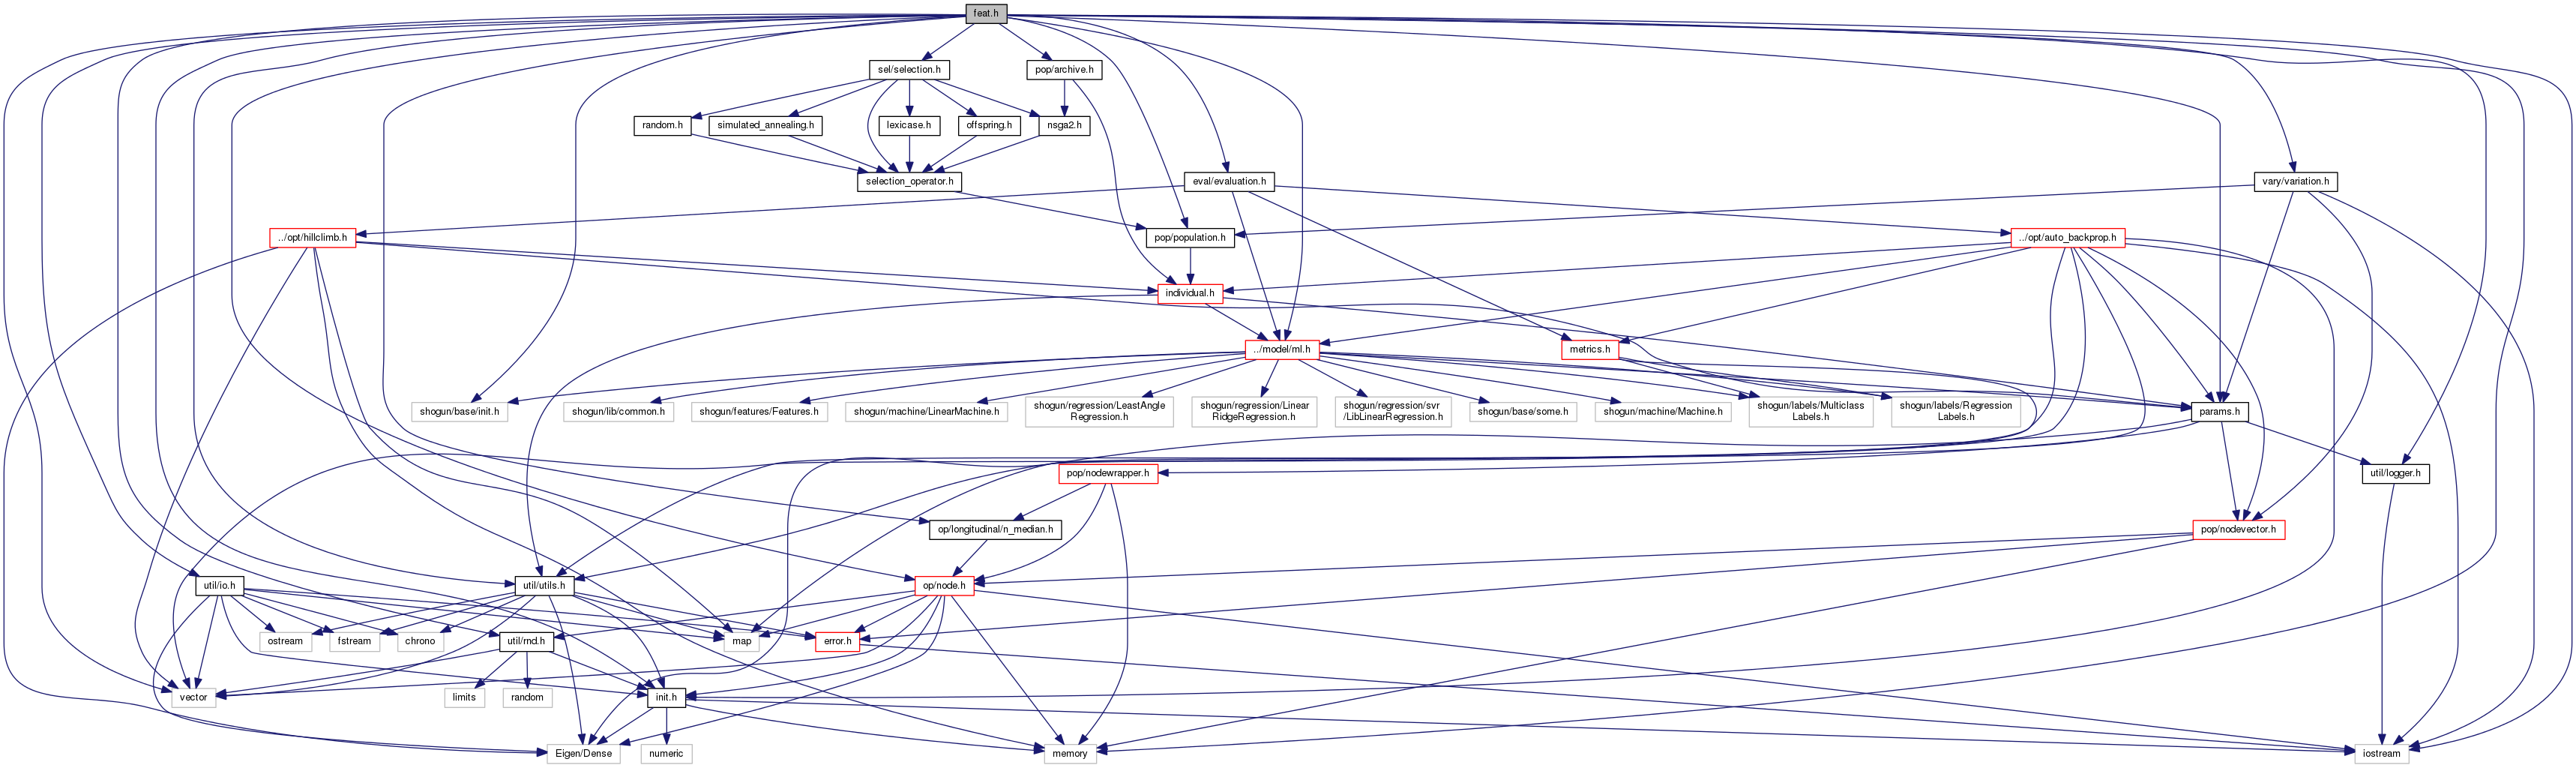 feat.h
sel/selection.h
pop/archive.h
random.h
simulated_annealing.h
lexicase.h
offspring.h
nsga2.h
selection_operator.h
eval/evaluation.h
vary/variation.h
../opt/hillclimb.h
pop/population.h
../opt/auto_backprop.h
individual.h
../model/ml.h
metrics.h
shogun/base/init.h
shogun/lib/common.h
shogun/features/Features.h
shogun/machine/LinearMachine.h
shogun/regression/LeastAngle
Regression.h
shogun/regression/Linear
RidgeRegression.h
shogun/regression/svr
/LibLinearRegression.h
shogun/base/some.h
shogun/machine/Machine.h
shogun/labels/Multiclass
Labels.h
shogun/labels/Regression
Labels.h
params.h
pop/nodewrapper.h
util/logger.h
op/longitudinal/n_median.h
pop/nodevector.h
util/io.h
util/utils.h
op/node.h
ostream
fstream
chrono
util/rnd.h
map
error.h
vector
limits
random
init.h
Eigen/Dense
numeric
memory
iostream